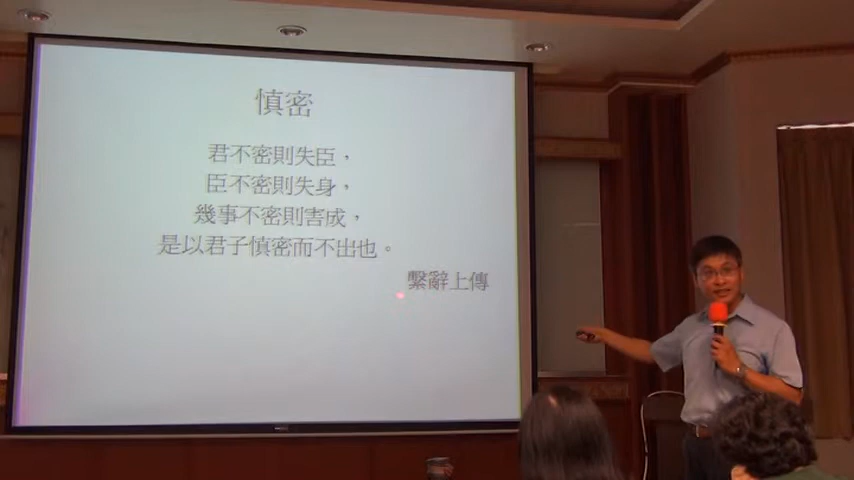 慎密
君不密則失臣，
臣不密則失身，
幾事不密則害成，
是以君子慎密而不出也。
繫辭上傳